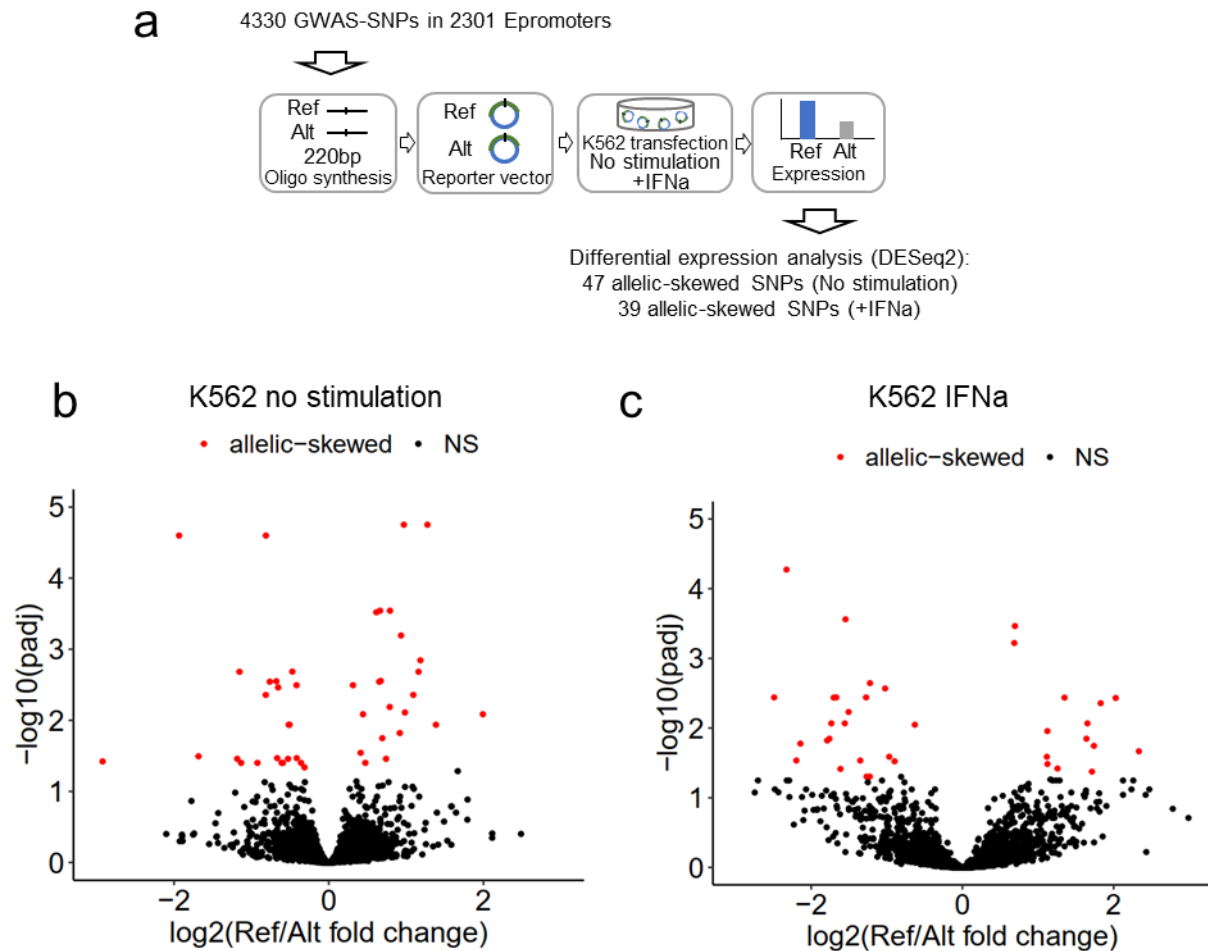 a
4330 GWAS-SNPs in 2301 Epromoters
Ref
Alt
220bp
Oligo synthesis
Ref
Alt
Reporter vector
K562 transfection
No stimulation
+IFNa
Ref Alt
Expression
Differential expression analysis (DESeq2):
47 allelic-skewed SNPs (No stimulation)
39 allelic-skewed SNPs (+IFNa)
b
K562 no stimulation
allelic−skewed NS
−log10(padj)
5
4
3
2
1
0
−2 0 2
log2(Ref/Alt fold change)
c
K562 IFNa
allelic−skewed NS
−log10(padj)
5
4
3
2
1
0
−2 0 2
log2(Ref/Alt fold change)